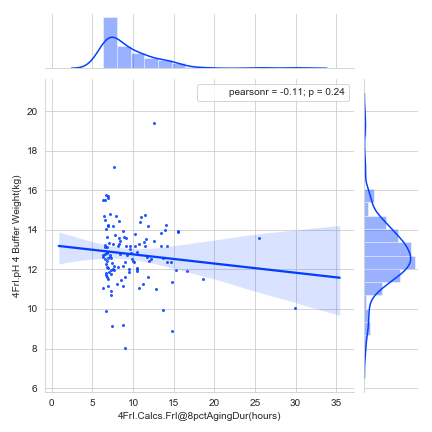 pearsonr = -0.11; p = 0.24
20
18
16
14
12
10
8
6
4Frl.pH 4 Buffer Weight(kg)
0 5 10 15 20 25 30 35
4Frl.Calcs.Frl@8pctAgingDur(hours)